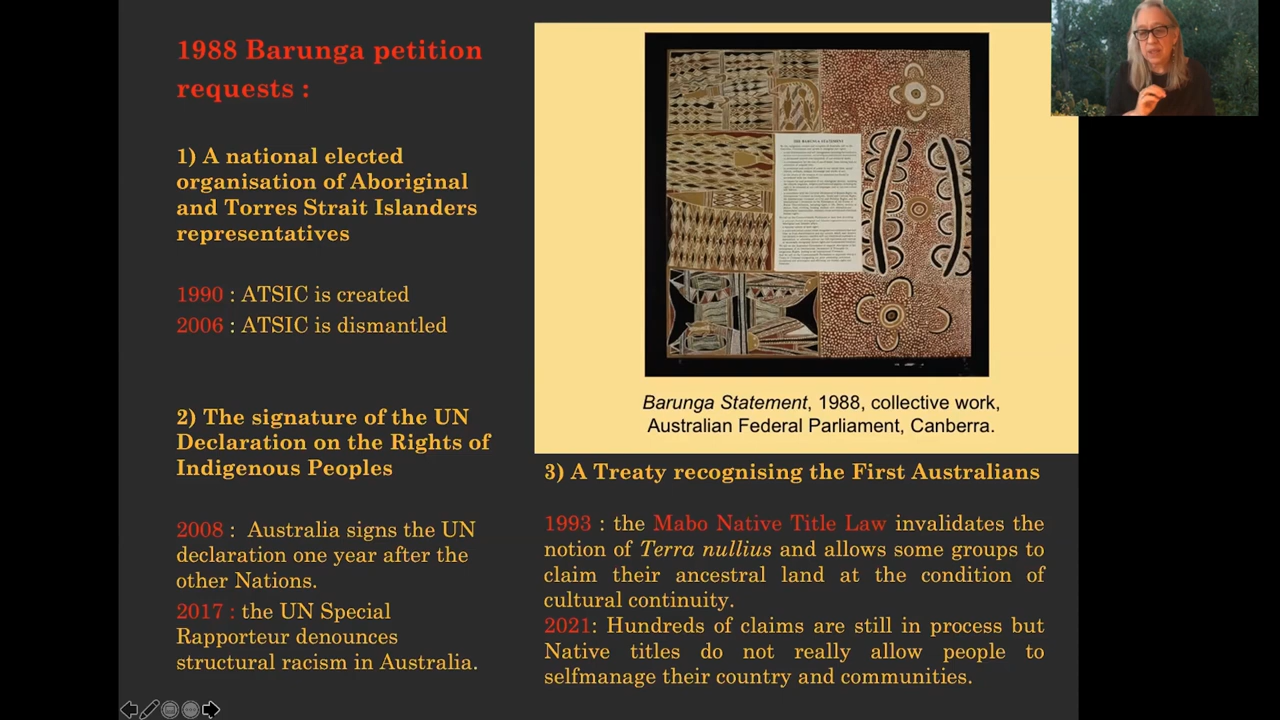 1988 Barunga petition
requests :
1) A national elected
organisation of Aboriginal
and Torres Strait Islanders
representatives
1990 : ATSIC is created
2006 : ATSIC is dismantled
2) The signature of the UN
Declaration on the Rights of
Indigenous Peoples
2008 : Australia signs the UN
declaration one year after the
other Nations.
2017 : the UN Special
Rapporteur denounces
structural racism in Australia.
THE BARUNGA STATEMENT
Barunga Statement, 1988, collective work,
Australian Federal Parliament, Canberra.
3) A Treaty recognising the First Australians
1993 : the Mabo Native Title Law invalidates the
notion of Terra nullius and allows some groups to
claim their ancestral land at the condition of
cultural continuity.
2021: Hundreds of claims are still in process but
Native titles do not really allow people to
selfmanage their country and communities.